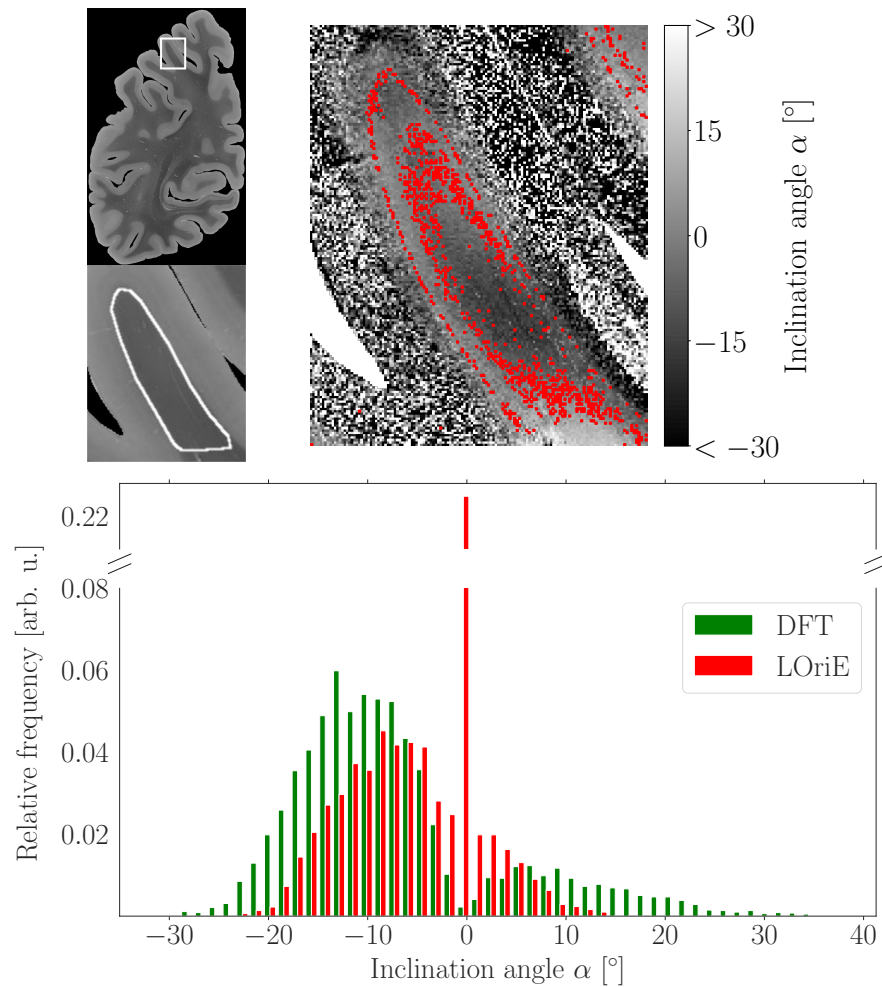 > 30
15
0
−15
< −30
Inclination angle α [°]
0.22
0.08
0.06
0.04
0.02
Relative frequency [arb. u.]
DFT
LOriE
−30 −20 −10 0 10 20 30 40
Inclination angle α [°]